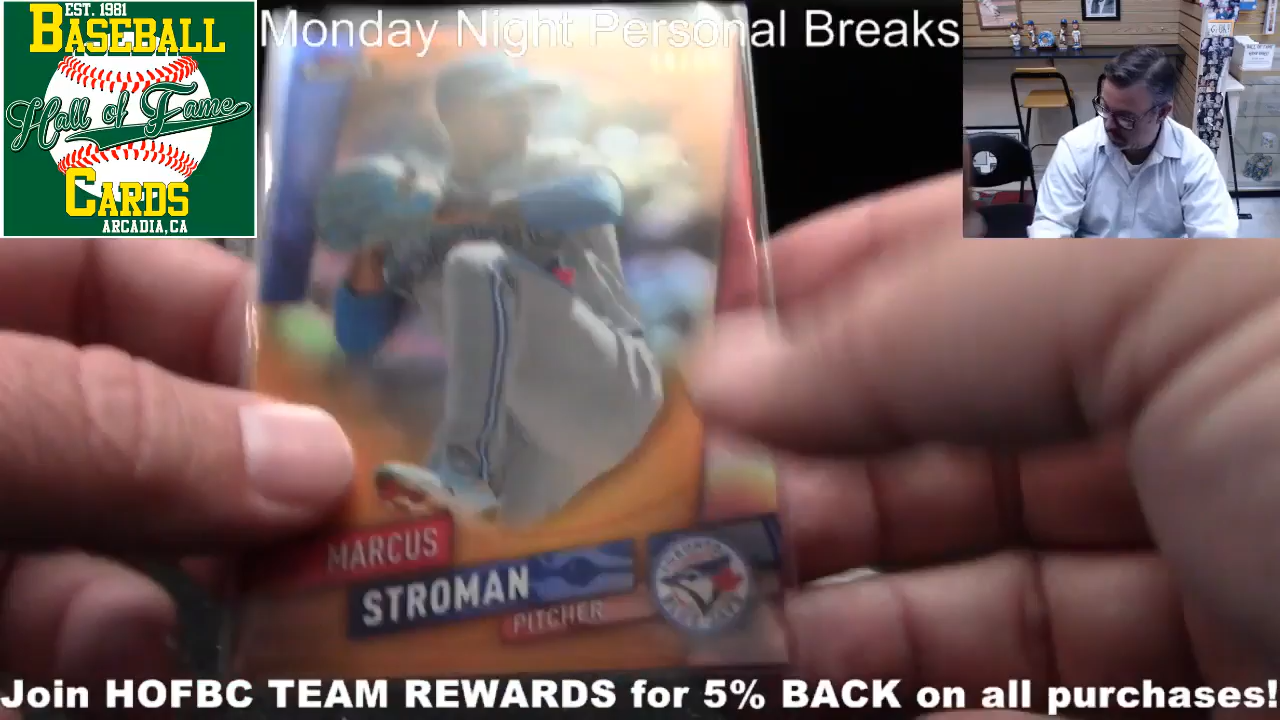 EST. 1981
BASEBALL
Hall of Fame
CARDS
ARCADIA,CA
Monday Night Personal Breaks
MARCUS
STROMAN
PITCHER
Join HOFBC TEAM REWARDS for 5% BACK on all purchases!